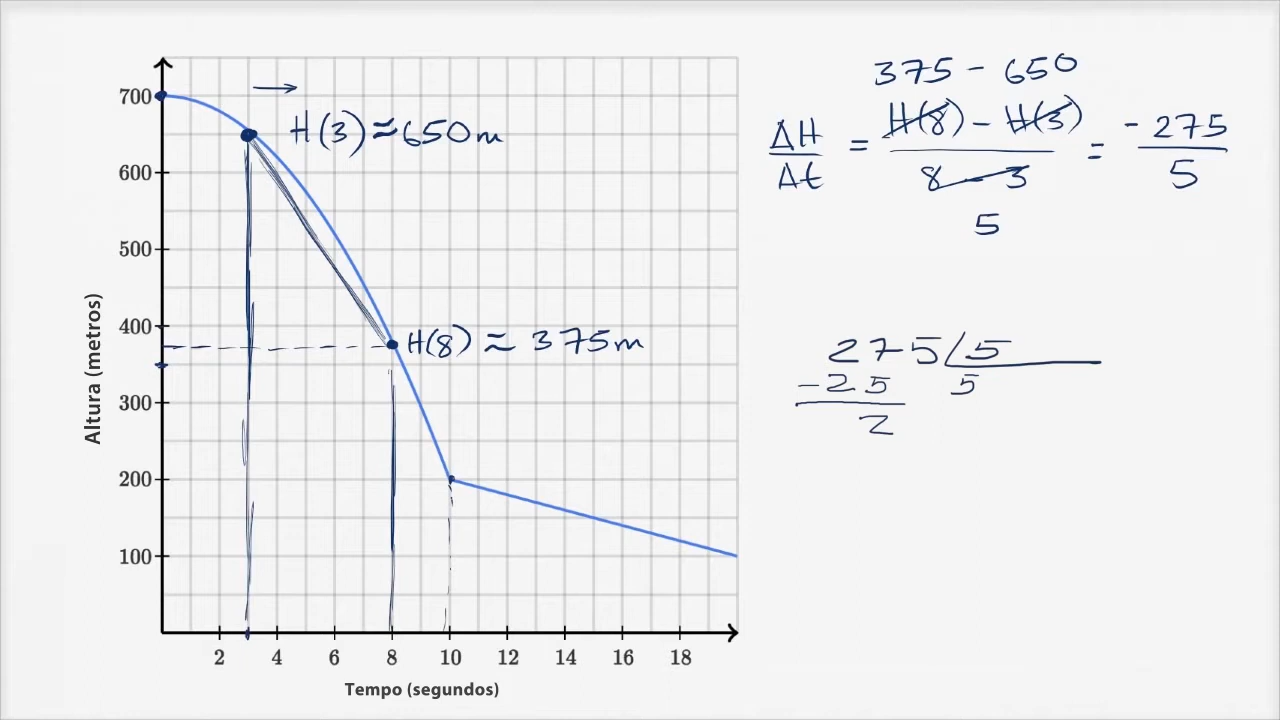 700
600
500
400
300
200
100
Altura (metros)
2 4 6 8 10 12 14 16 18
Tempo (segundos)
H(3) ≈ 650m
H(8) ≈ 375m
375 - 650
ΔH/Δt = H(8) - H(3)/8 - 3 = -275/5
5
275/5
-25 5
2